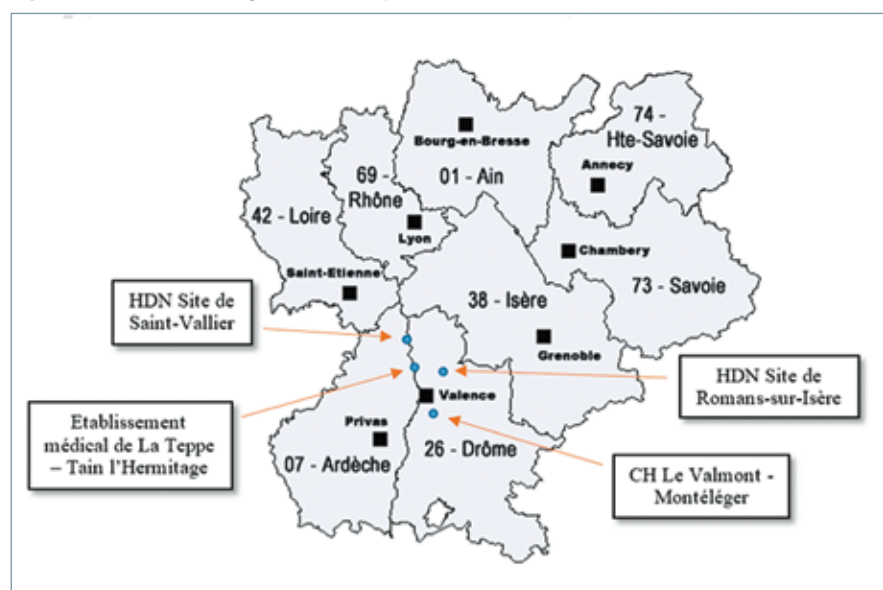 74 -
Hte-Savoie
Bourg-en-Bresse
Annecy
69 -
Rhône
01 - Ain
42 - Loire
Lyon
Chambery
Saint-Etienne
73 - Savoie
HDN Site de
Saint-Vallier
38 - Isère
Grenoble
HDN Site de
Romans-sur-Isère
Valence
Etablissement
médical de La Teppe
– Tain l'Hermitage
Privas
26 - Drôme
07 - Ardèche
CH Le Valmont -
Montéléger